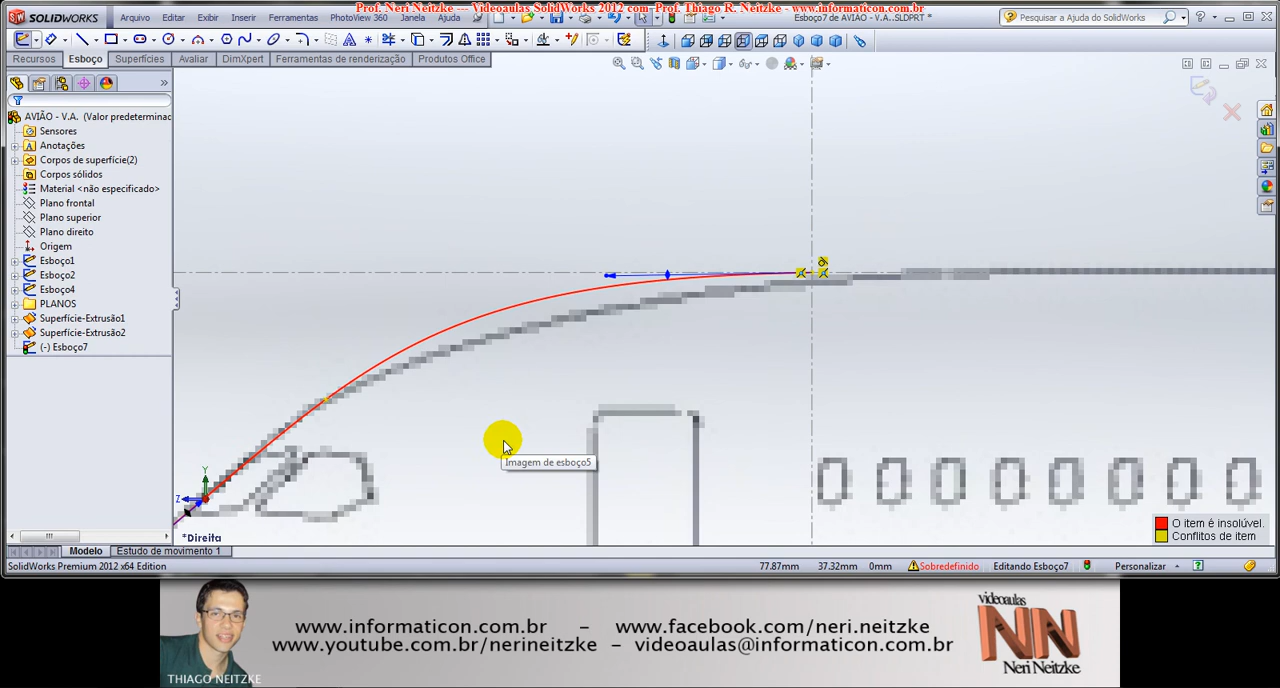 Prof. Neri Neitzke --- Videoaulas SolidWorks 2012 com Prof. Thiago R. Neitzke
SOLIDWORKS
Arquivo Editar Exibir Inserir Ferramentas PhotoView 360 Janela Ajuda
Esboço7 de AVIÃO - V.A..SLDPRT *
Pesquisar a Ajuda do SolidWorks
Recursos Esboço Superfícies Avaliar DimXpert Ferramentas de renderização Produtos Office
AVIÃO - V.A. (Valor predeterminac
Sensores
Anotações
Corpos de superfície(2)
Corpos sólidos
Material <não especificado>
Plano frontal
Plano superior
Plano direito
Origem
Esboço1
Esboço2
Esboço4
PLANOS
Superfície-Extrusão1
Superfície-Extrusão2
(-) Esboço7
Imagem de esboço5
Y
Z
*Direita
O item é insolúvel.
Conflitos de item
Modelo Estudo de movimento 1
SolidWorks Premium 2012 x64 Edition
77.87mm 37.32mm 0mm Sobredefinido Editando Esboço7 Personalizar
www.informaticon.com.br - www.facebook.com/neri.neitzke
www.youtube.com.br/nerineitzke - videoaulas@informaticon.com.br
THIAGO NEITZKE
videoaulas
NN
Neri Neitzke